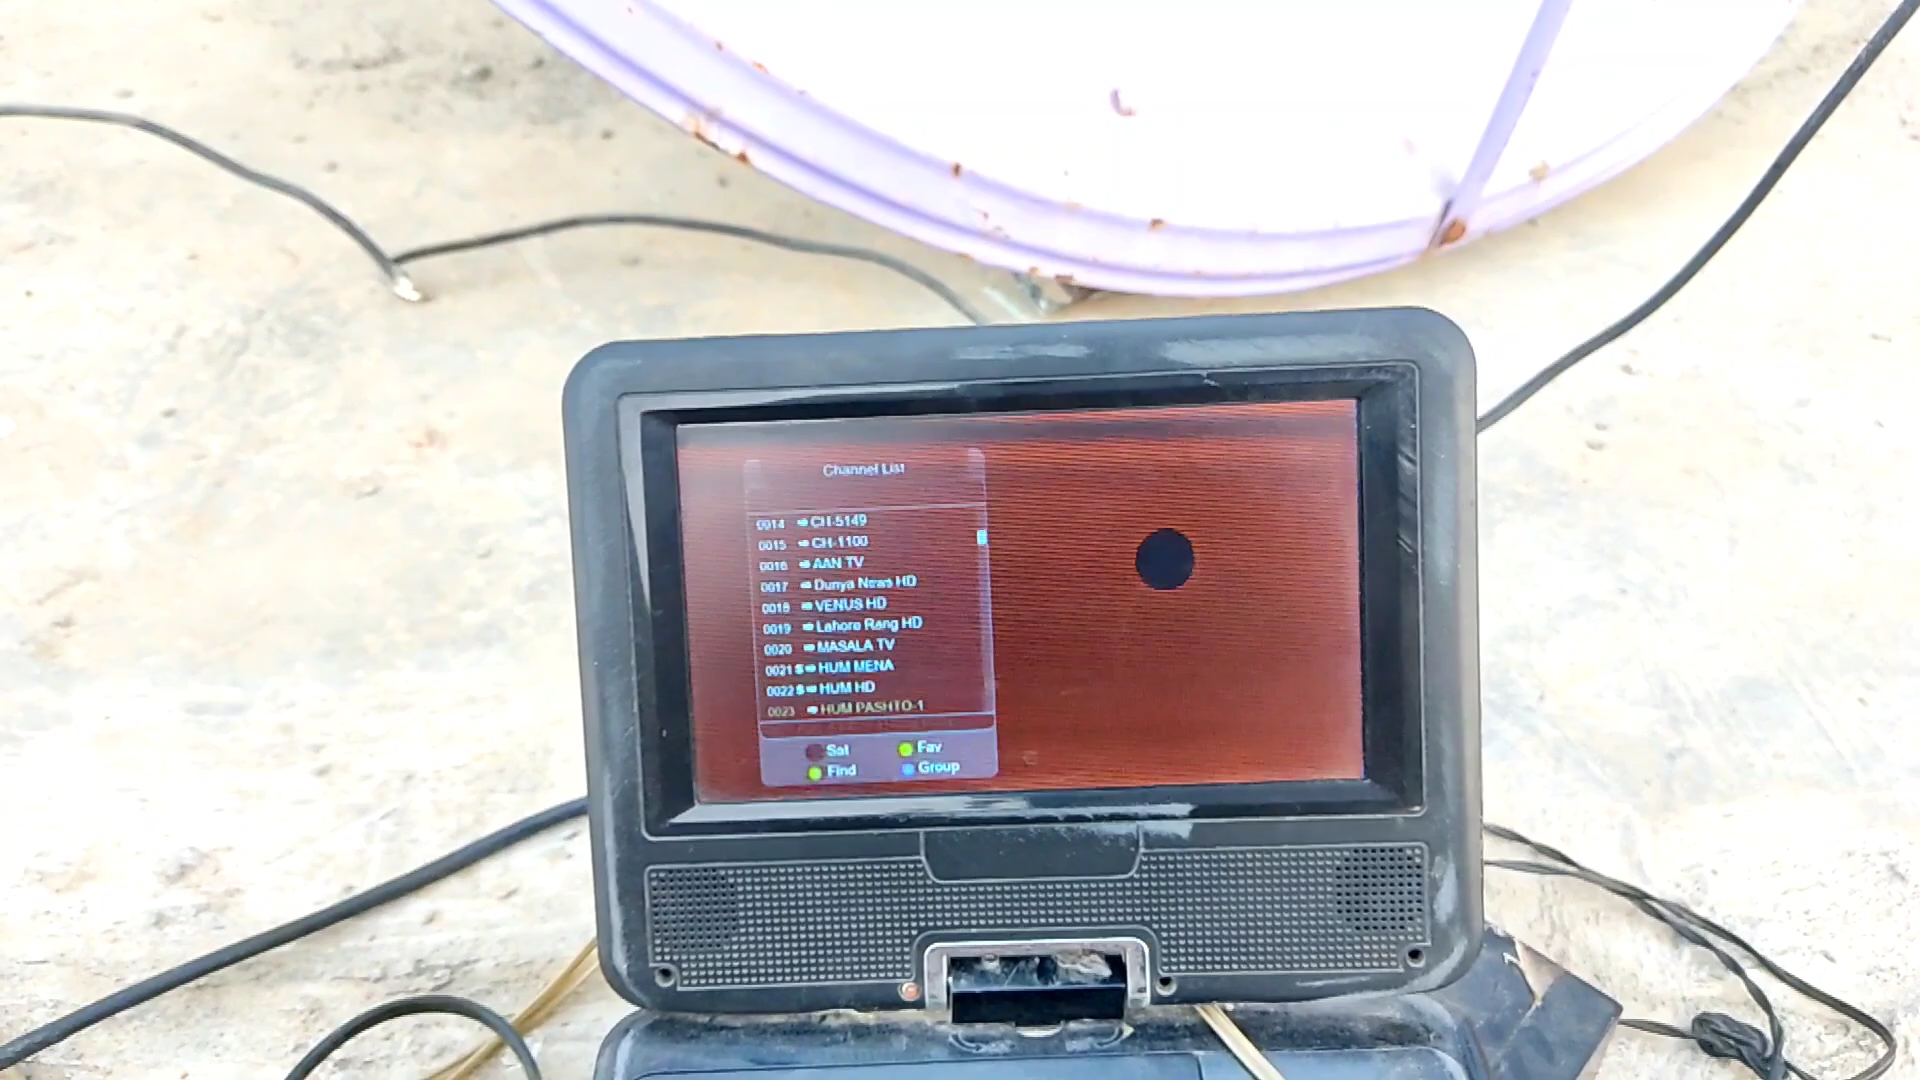 Channel List
0014 CH-5149
0015 CH-1100
0016 AAN TV
0017 Dunya News HD
0018 VENUS HD
0019 Lahore Rang HD
0020 MASALA TV
0021 $ HUM MENA
0022 $ HUM HD
0023 HUM PASHTO-1
Sat Fav
Find Group